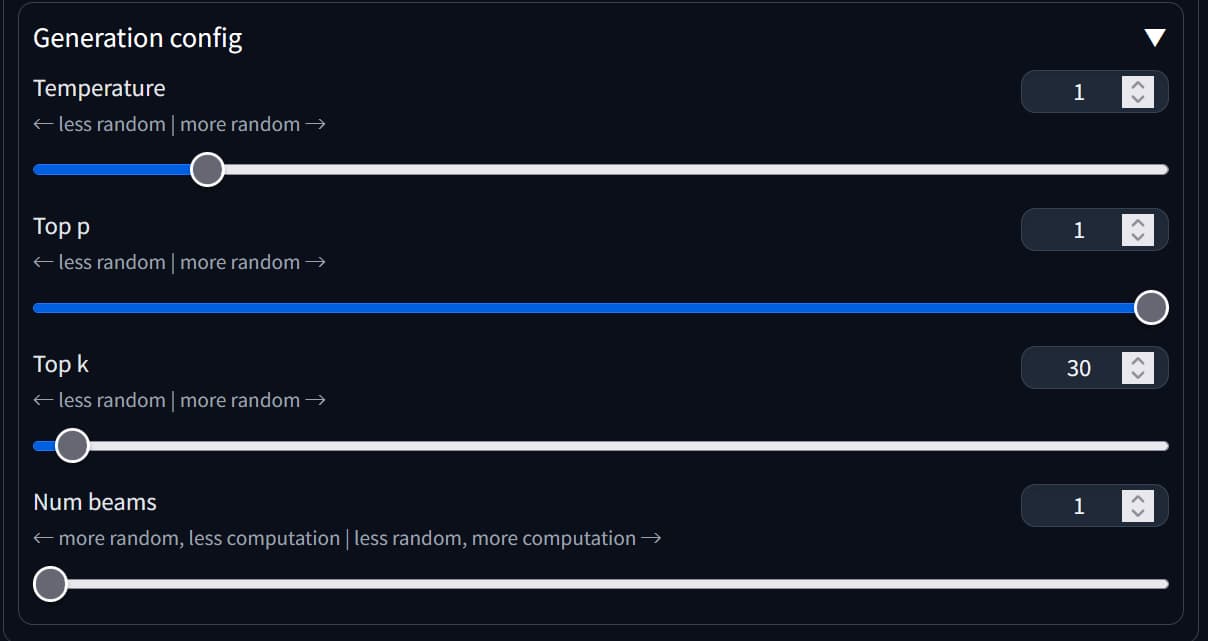 Generation config ▼
Temperature 1
← less random | more random →
Top p 1
← less random | more random →
Top k 30
← less random | more random →
Num beams 1
← more random, less computation | less random, more computation →